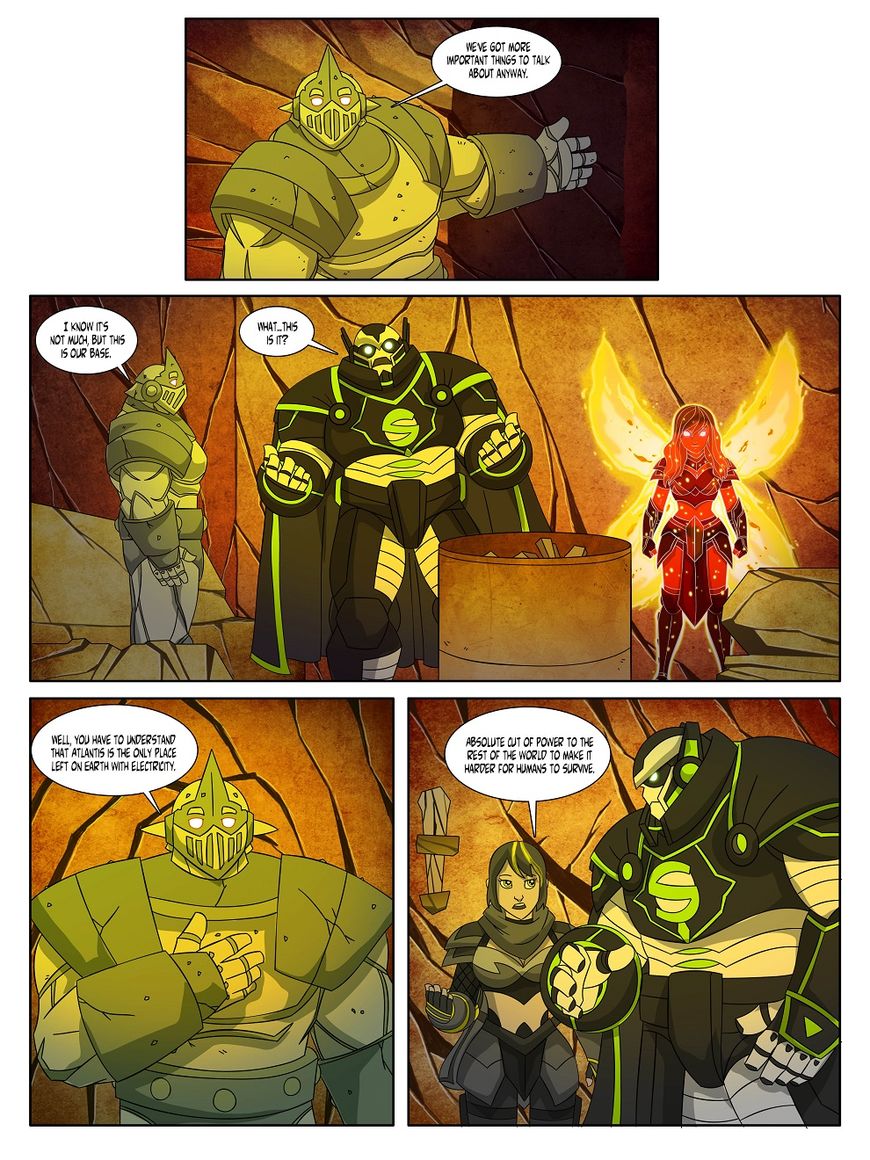 WE'VE GOT MORE
IMPORTANT THINGS TO TALK
ABOUT ANYWAY.
I KNOW IT'S
NOT MUCH, BUT THIS
IS OUR BASE.
WHAT...THIS
IS IT?
S
WELL, YOU HAVE TO UNDERSTAND
THAT ATLANTIS IS THE ONLY PLACE
LEFT ON EARTH WITH ELECTRICITY.
ABSOLUTE CUT OF POWER TO THE
REST OF THE WORLD TO MAKE IT
HARDER FOR HUMANS TO SURVIVE.
S